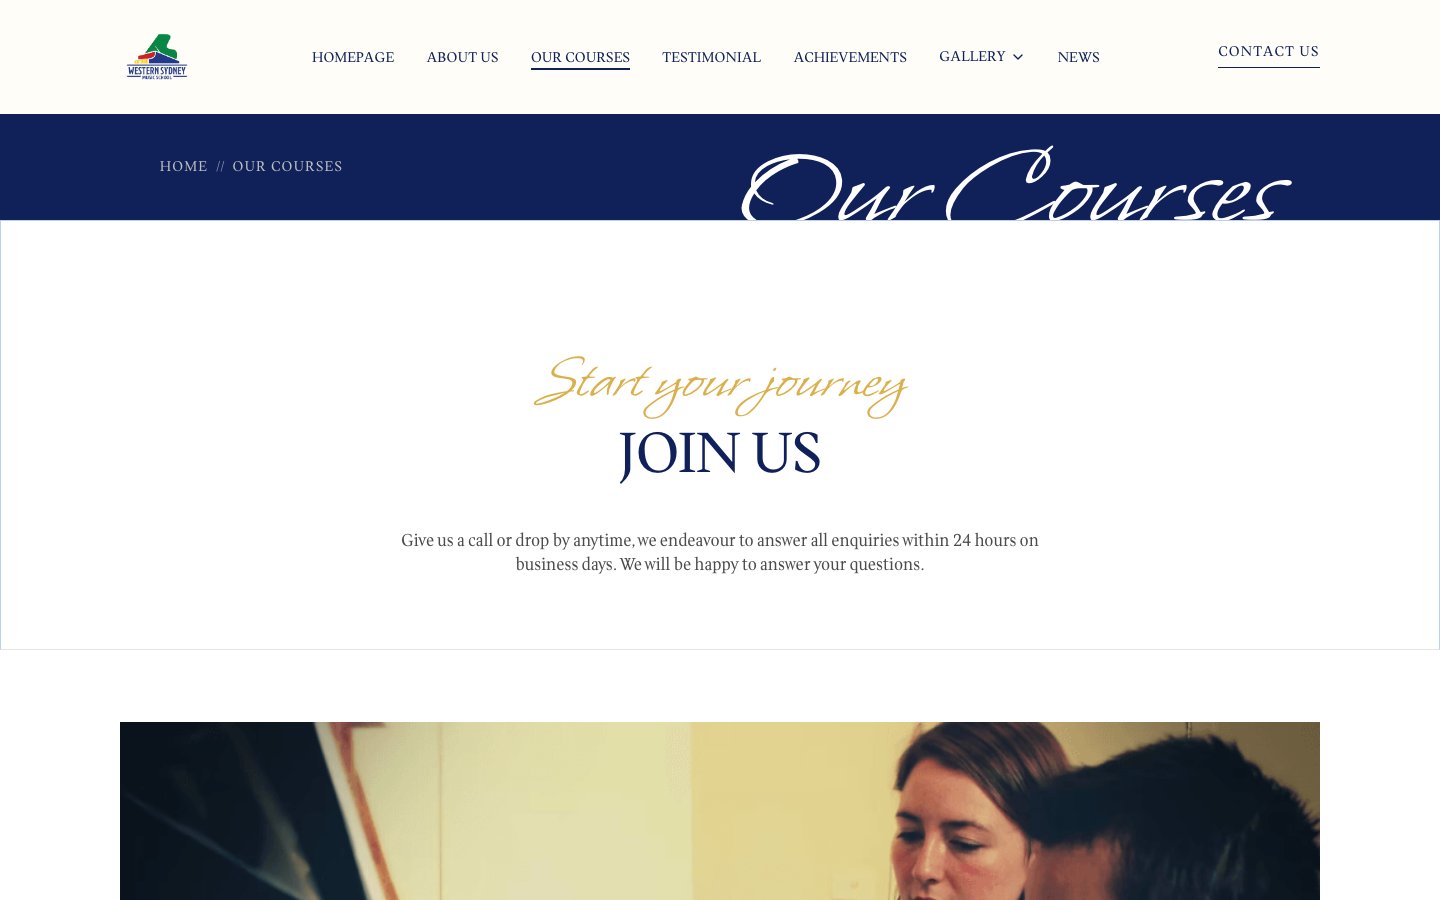 WESTERN SYDNEY
MUSIC SCHOOL
HOMEPAGE
ABOUT US
OUR COURSES
TESTIMONIAL
ACHIEVEMENTS
GALLERY
NEWS
CONTACT US
HOME // OUR COURSES
Our Courses
Start your journey
JOIN US
Give us a call or drop by anytime, we endeavour to answer all enquiries within 24 hours on
business days. We will be happy to answer your questions.